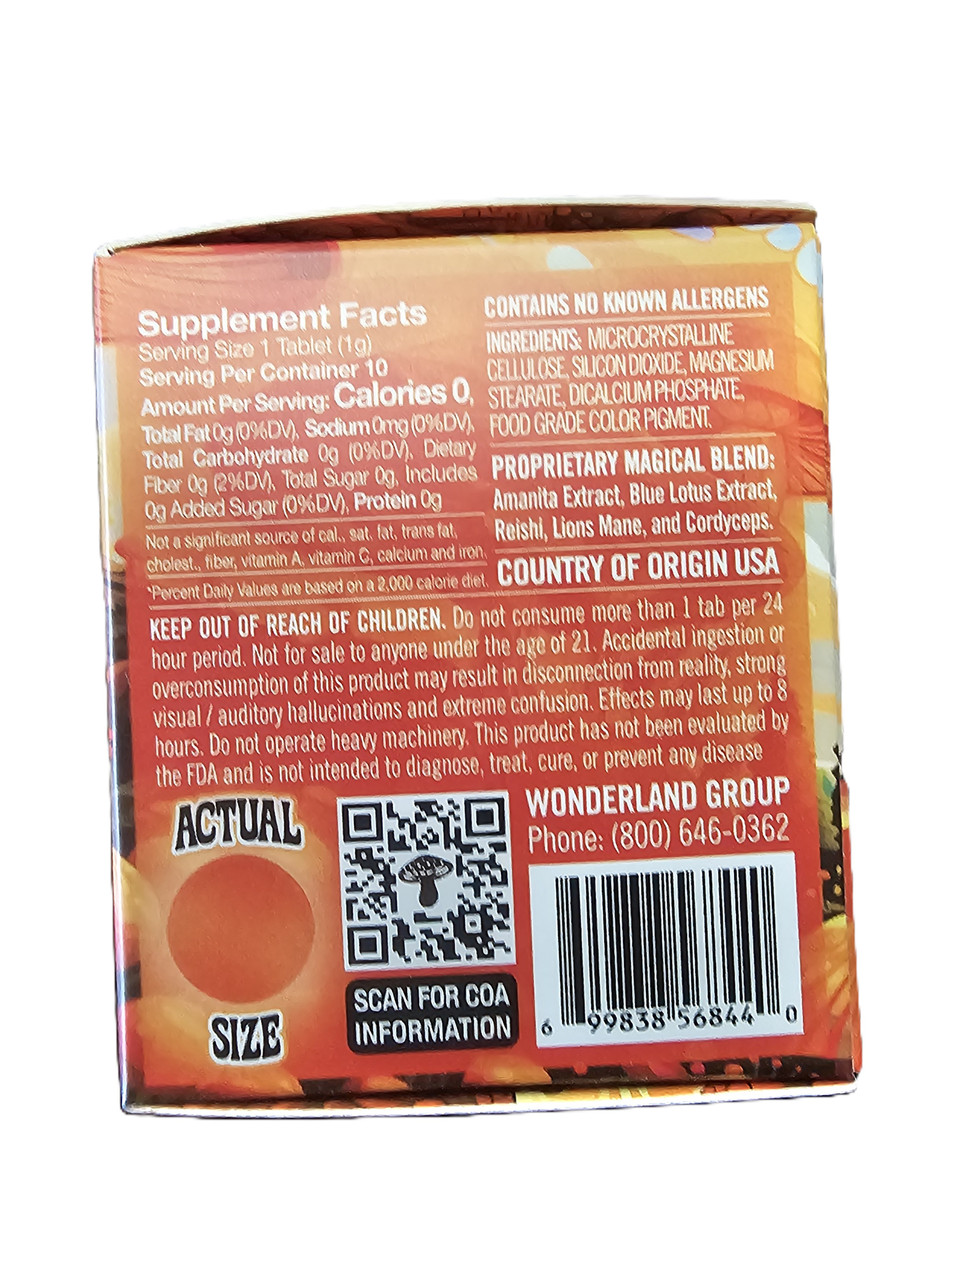 Supplement Facts
Serving Size 1 Tablet (1g)
Serving Per Container 10
Amount Per Serving: Calories 0,
Total Fat 0g (0%DV), Sodium 0mg (0%DV),
Total Carbohydrate 0g (0%DV), Dietary
Fiber 0g (2%DV), Total Sugar 0g, Includes
0g Added Sugar (0%DV), Protein 0g
Not a significant source of cal., sat. fat, trans fat,
cholest., fiber, vitamin A, vitamin C, calcium and iron.
*Percent Daily Values are based on a 2,000 calorie diet.
CONTAINS NO KNOWN ALLERGENS
INGREDIENTS: MICROCRYSTALLINE
CELLULOSE, SILICON DIOXIDE, MAGNESIUM
STEARATE, DICALCIUM PHOSPHATE,
FOOD GRADE COLOR PIGMENT.
PROPRIETARY MAGICAL BLEND:
Amanita Extract, Blue Lotus Extract,
Reishi, Lions Mane, and Cordyceps.
COUNTRY OF ORIGIN USA
KEEP OUT OF REACH OF CHILDREN. Do not consume more than 1 tab per 24
hour period. Not for sale to anyone under the age of 21. Accidental ingestion or
overconsumption of this product may result in disconnection from reality, strong
visual / auditory hallucinations and extreme confusion. Effects may last up to 8
hours. Do not operate heavy machinery. This product has not been evaluated by
the FDA and is not intended to diagnose, treat, cure, or prevent any disease
ACTUAL
SIZE
SCAN FOR COA
INFORMATION
WONDERLAND GROUP
Phone: (800) 646-0362
6 99838 56844 0